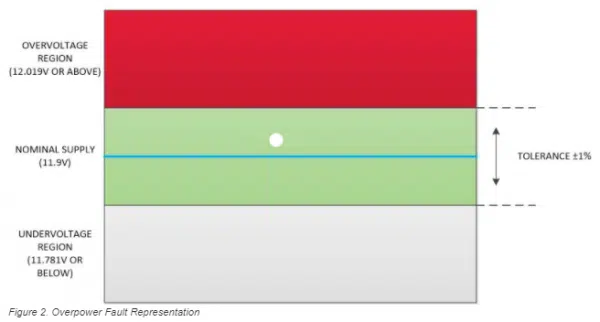 OVERVOLTAGE
REGION
(12.019V OR ABOVE)
NOMINAL SUPPLY
(11.9V)
TOLERANCE ±1%
UNDERVOLTAGE
REGION
(11.781V OR
BELOW)
Figure 2. Overpower Fault Representation